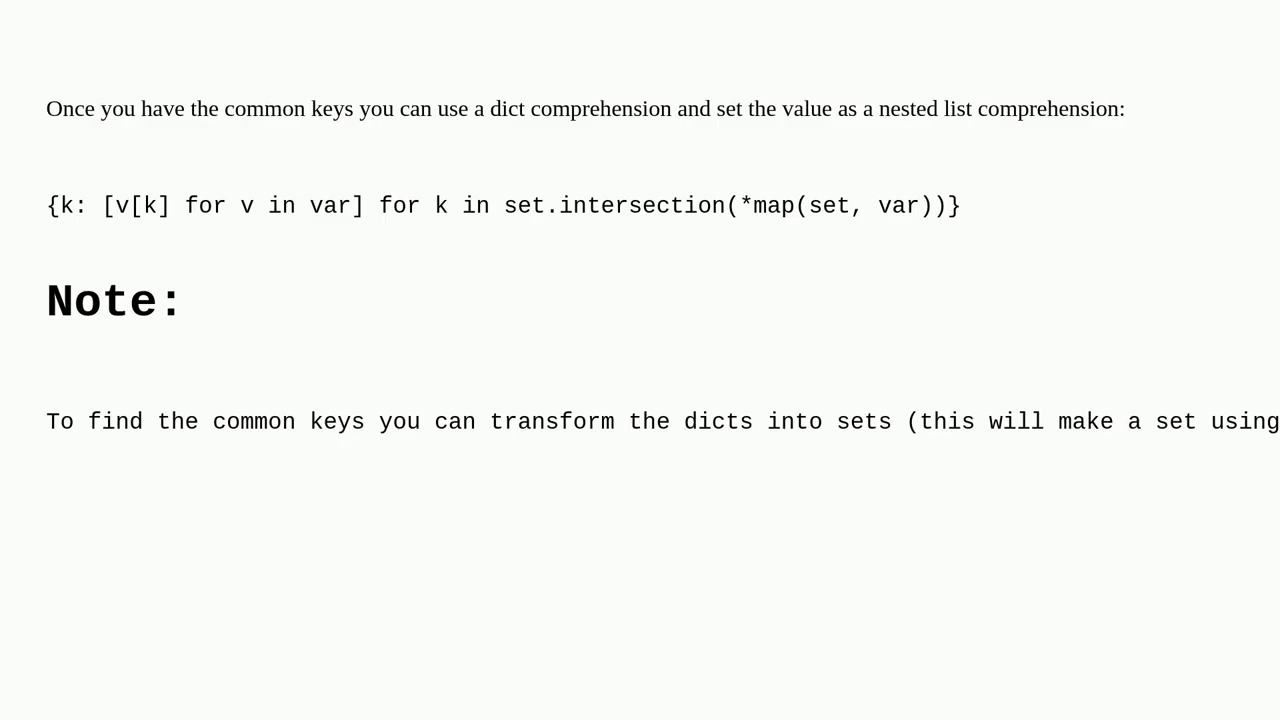 Once you have the common keys you can use a dict comprehension and set the value as a nested list comprehension:
{k: [v[k] for v in var] for k in set.intersection(*map(set, var))}
Note:
To find the common keys you can transform the dicts into sets (this will make a set using